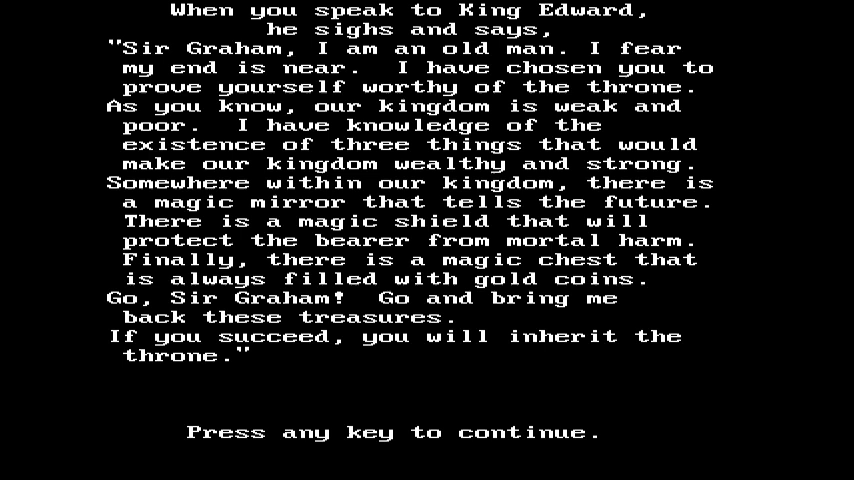 When you speak to King Edward,
he sighs and says,
"Sir Graham, I am an old man. I fear
my end is near.  I have chosen you to
prove yourself worthy of the throne.
As you know, our kingdom is weak and
poor.  I have knowledge of the
existence of three things that would
make our kingdom wealthy and strong.
Somewhere within our kingdom, there is
a magic mirror that tells the future.
There is a magic shield that will
protect the bearer from mortal harm.
Finally, there is a magic chest that
is always filled with gold coins.
Go, Sir Graham!  Go and bring me
back these treasures.
If you succeed, you will inherit the
throne."
Press any key to continue.